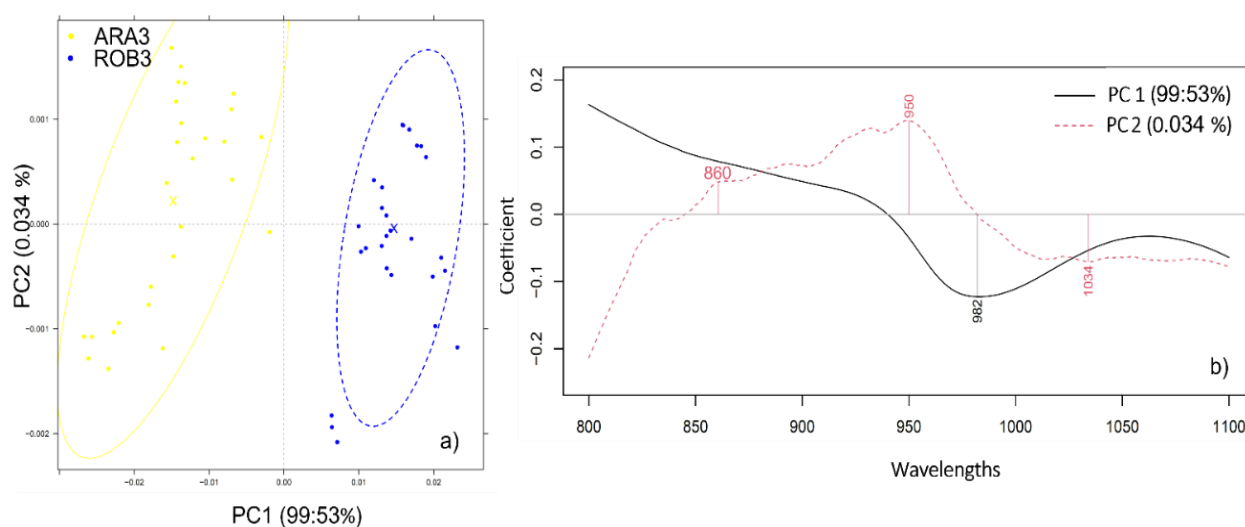 ARA3
ROB3
0.001
0.000
−0.001
−0.002
PC2 (0.034 %)
a)
−0.02
−0.01
0.00
0.01
0.02
PC1 (99:53%)
0.2
0.1
0.0
−0.1
−0.2
Coefficient
PC 1 (99:53%)
PC 2 (0.034 %)
860
950
982
1034
b)
800
850
900
950
1000
1050
1100
Wavelengths